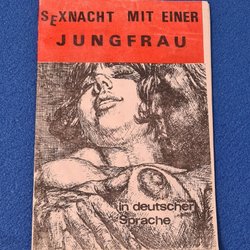 SEXNACHT MIT EINER
JUNGFRAU
in deutscher
Sprache